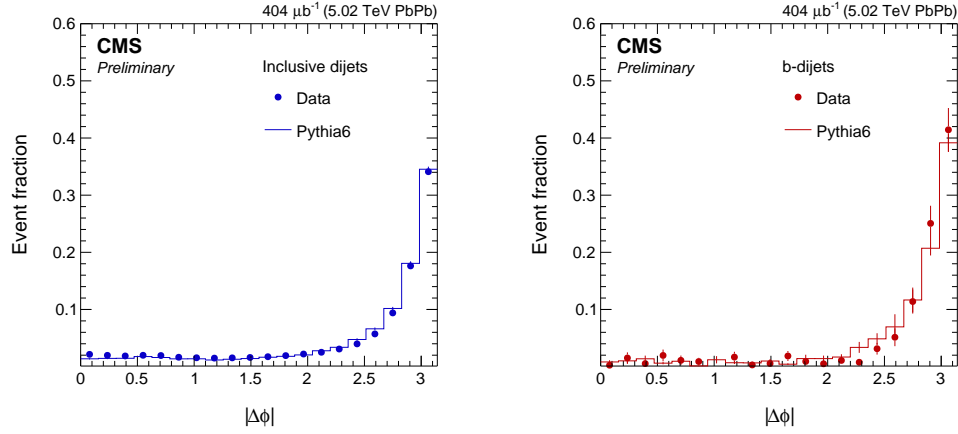 404 μb⁻¹ (5.02 TeV PbPb)
CMS
Preliminary
Inclusive dijets
Data
Pythia6
Event fraction
0.6
0.5
0.4
0.3
0.2
0.1
0 0.5 1 1.5 2 2.5 3
|Δϕ|
404 μb⁻¹ (5.02 TeV PbPb)
CMS
Preliminary
b-dijets
Data
Pythia6
Event fraction
0.6
0.5
0.4
0.3
0.2
0.1
0 0.5 1 1.5 2 2.5 3
|Δϕ|